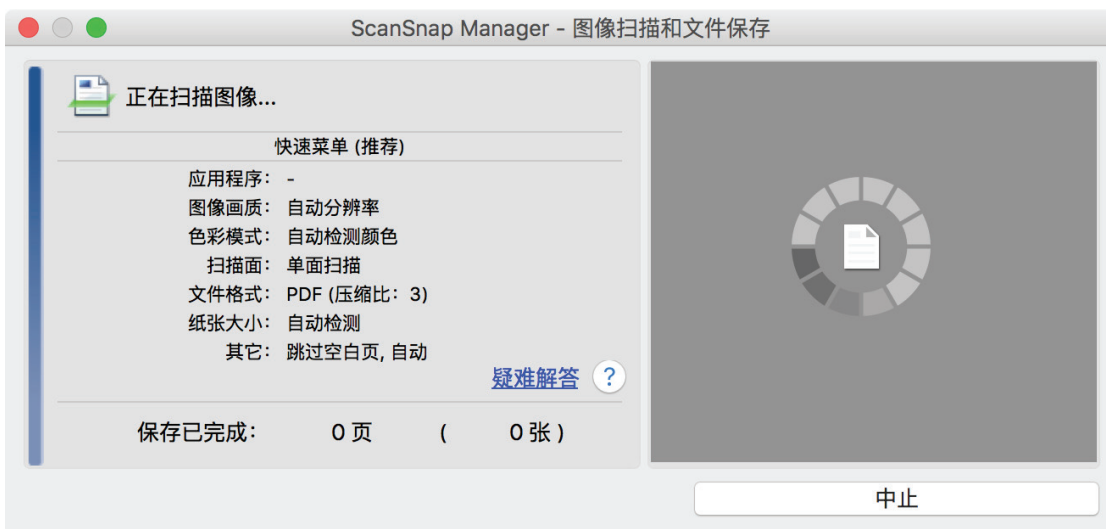 ScanSnap Manager - 图像扫描和文件保存
正在扫描图像...
快速菜单 (推荐)
应用程序： -
图像画质： 自动分辨率
色彩模式： 自动检测颜色
扫描面： 单面扫描
文件格式： PDF (压缩比：3)
纸张大小： 自动检测
其它： 跳过空白页, 自动
疑难解答 ?
保存已完成： 0 页 ( 0 张 )
中止